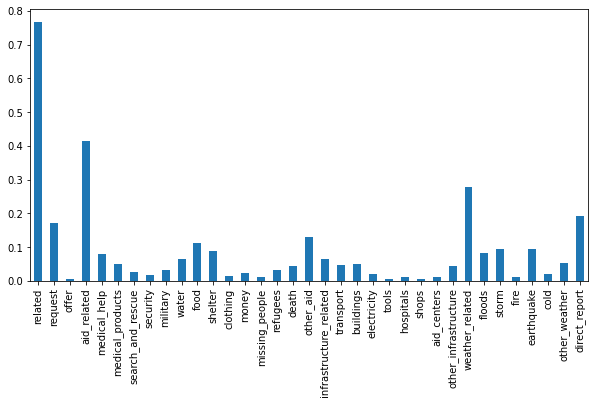 0.8
0.7
0.6
0.5
0.4
0.3
0.2
0.1
0.0
related
request
offer
aid_related
medical_help
medical_products
search_and_rescue
security
military
water
food
shelter
clothing
money
missing_people
refugees
death
other_aid
infrastructure_related
transport
buildings
electricity
tools
hospitals
shops
aid_centers
other_infrastructure
weather_related
floods
storm
fire
earthquake
cold
other_weather
direct_report